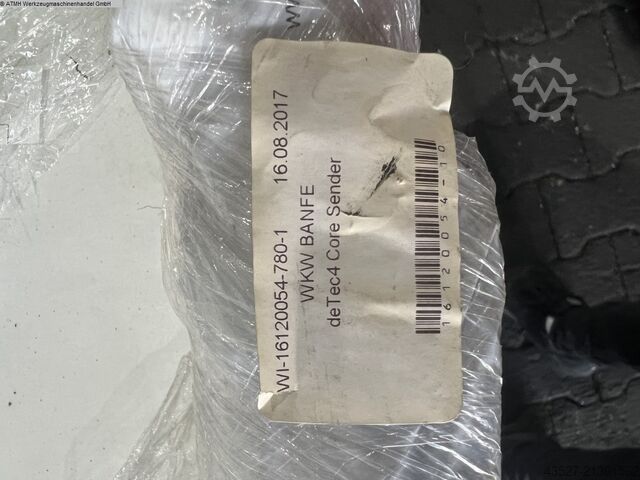 © ATMH Werkzeugmaschinenhandel GmbH
WI-16120054-780-1 16.08.2017
WKW BANFE
deTec4 Core Sender
16120054-10